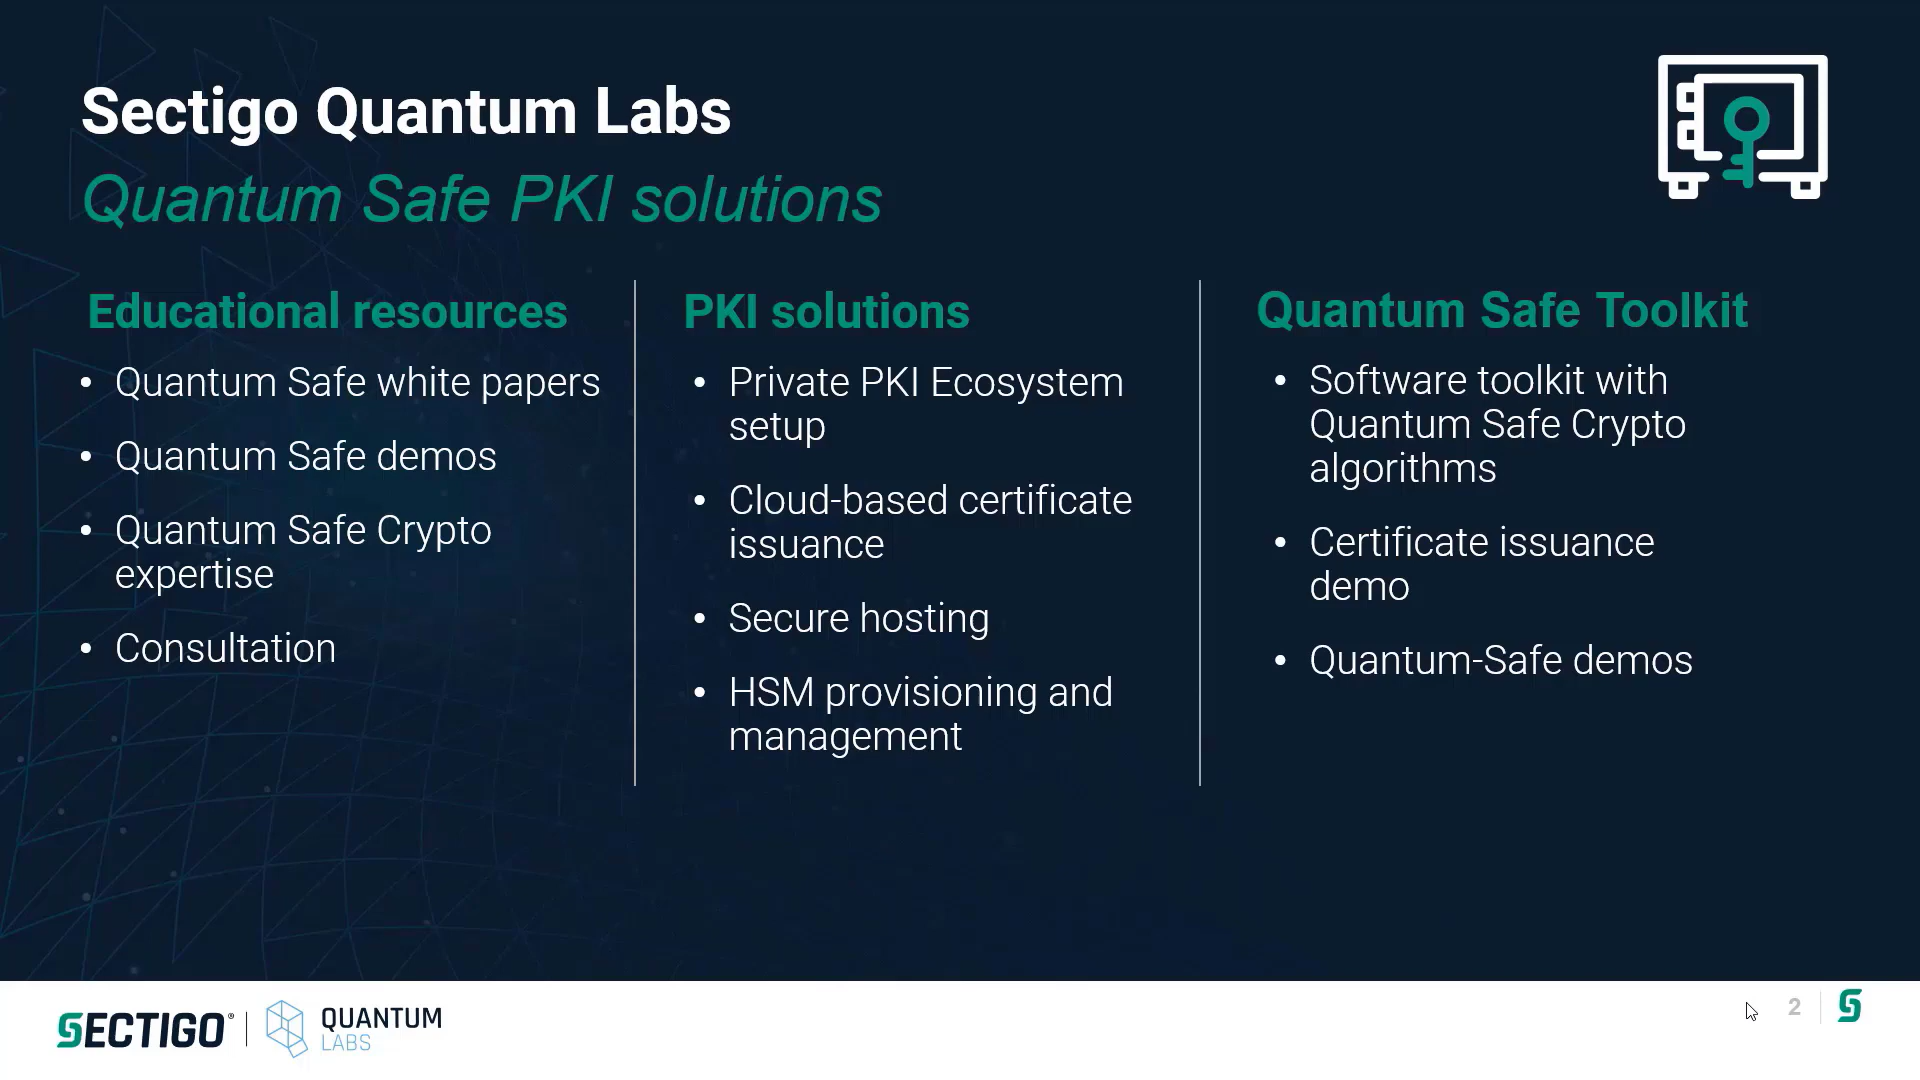 Sectigo Quantum Labs
Quantum Safe PKI solutions
Educational resources
• Quantum Safe white papers
• Quantum Safe demos
• Quantum Safe Crypto
expertise
• Consultation
PKI solutions
• Private PKI Ecosystem
setup
• Cloud-based certificate
issuance
• Secure hosting
• HSM provisioning and
management
Quantum Safe Toolkit
• Software toolkit with
Quantum Safe Crypto
algorithms
• Certificate issuance
demo
• Quantum-Safe demos
SECTIGO®
QUANTUM
LABS
2
S